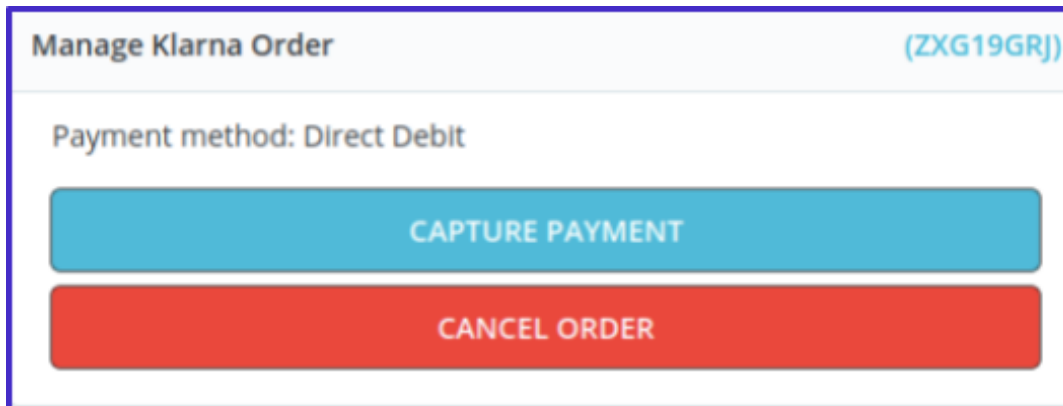 Manage Klarna Order (ZXG19GRJ)
Payment method: Direct Debit
CAPTURE PAYMENT
CANCEL ORDER